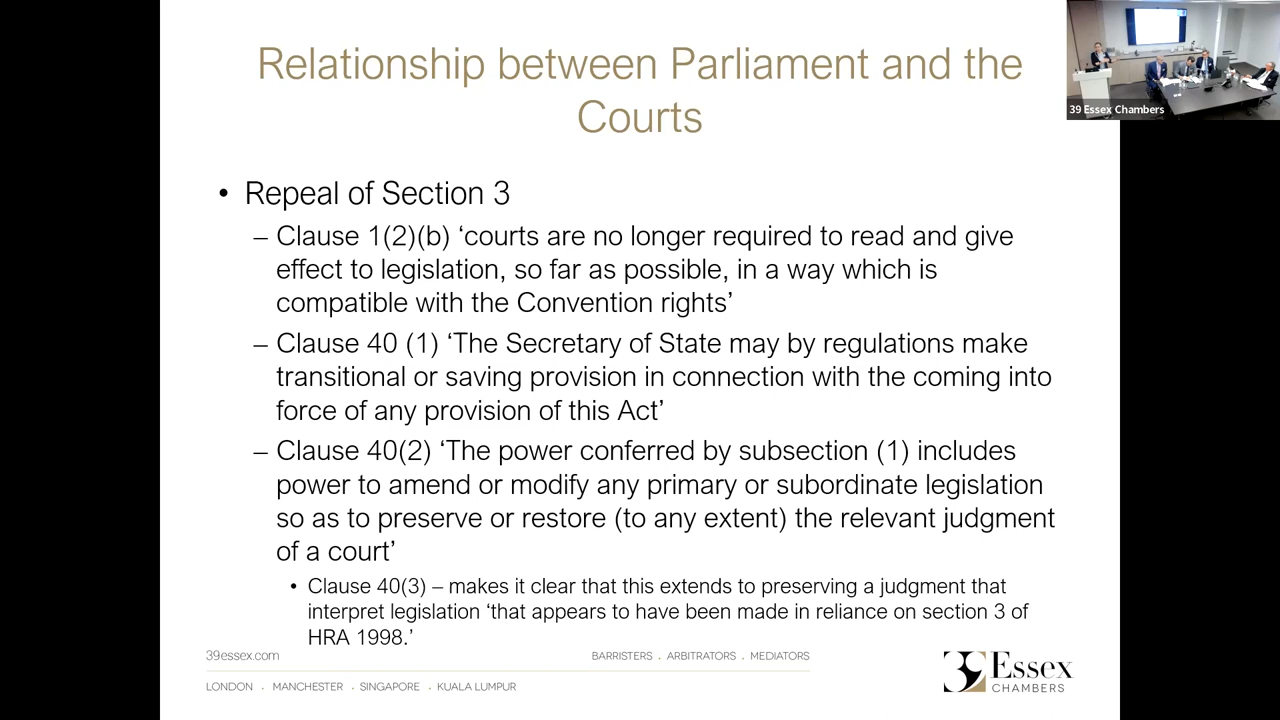 Relationship between Parliament and the
Courts
39 Essex Chambers
• Repeal of Section 3
– Clause 1(2)(b) ‘courts are no longer required to read and give
effect to legislation, so far as possible, in a way which is
compatible with the Convention rights’
– Clause 40 (1) ‘The Secretary of State may by regulations make
transitional or saving provision in connection with the coming into
force of any provision of this Act’
– Clause 40(2) ‘The power conferred by subsection (1) includes
power to amend or modify any primary or subordinate legislation
so as to preserve or restore (to any extent) the relevant judgment
of a court’
• Clause 40(3) – makes it clear that this extends to preserving a judgment that
interpret legislation ‘that appears to have been made in reliance on section 3 of
HRA 1998.’
39essex.com
BARRISTERS . ARBITRATORS . MEDIATORS
LONDON . MANCHESTER . SINGAPORE . KUALA LUMPUR
39 Essex
CHAMBERS